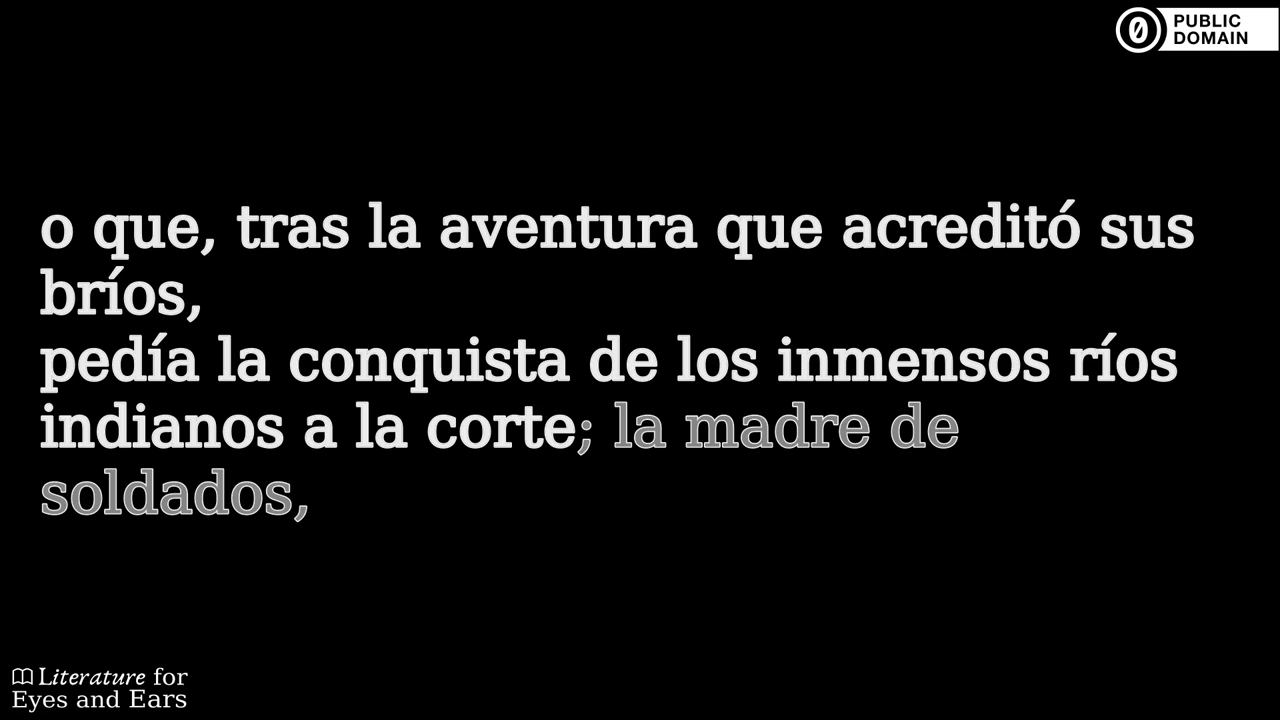 PUBLIC
DOMAIN
o que, tras la aventura que acreditó sus
bríos,
pedía la conquista de los inmensos ríos
indianos a la corte; la madre de
soldados,
Literature for
Eyes and Ears